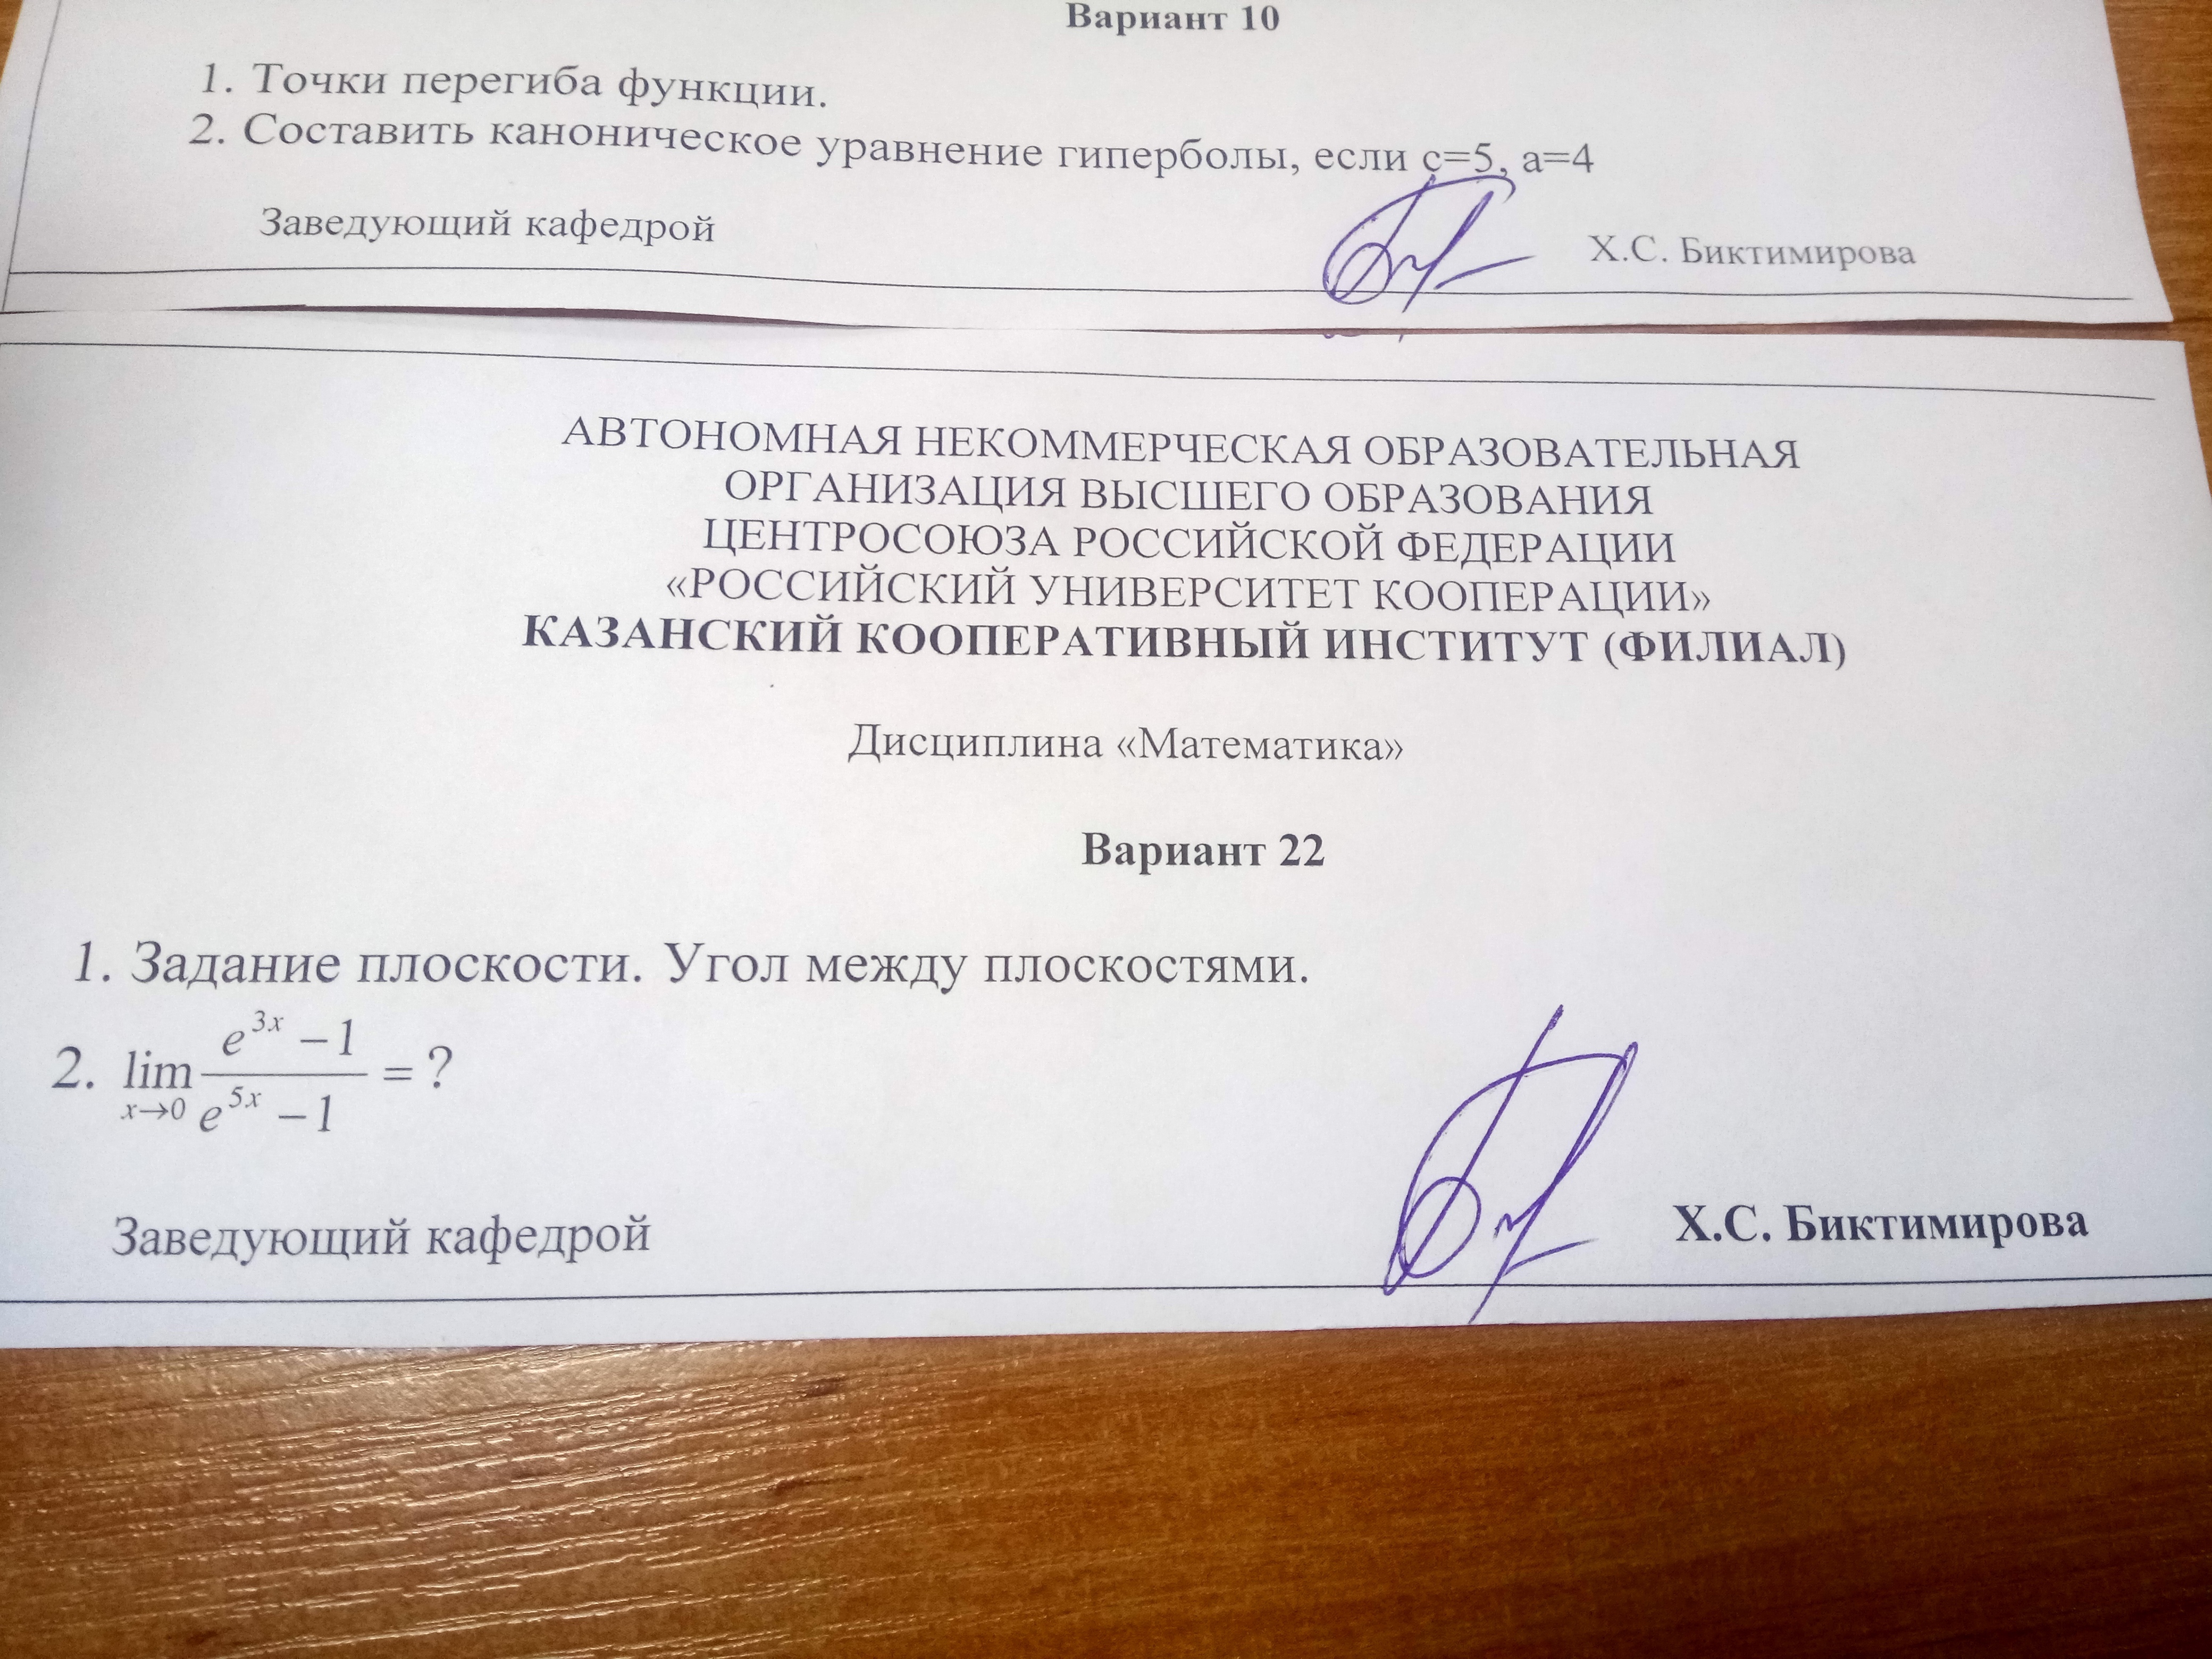 Вариант 10
1. Точки перегиба функции.
2. Составить каноническое уравнение гиперболы, если c=5, a=4
Заведующий кафедрой Х.С. Биктимирова
АВТОНОМНАЯ НЕКОММЕРЧЕСКАЯ ОБРАЗОВАТЕЛЬНАЯ
ОРГАНИЗАЦИЯ ВЫСШЕГО ОБРАЗОВАНИЯ
ЦЕНТРОСОЮЗА РОССИЙСКОЙ ФЕДЕРАЦИИ
«РОССИЙСКИЙ УНИВЕРСИТЕТ КООПЕРАЦИИ»
КАЗАНСКИЙ КООПЕРАТИВНЫЙ ИНСТИТУТ (ФИЛИАЛ)
Дисциплина «Математика»
Вариант 22
1. Задание плоскости. Угол между плоскостями.
2. lim x→0 (e^{3x} − 1)/(e^{5x} − 1) = ?
Заведующий кафедрой Х.С. Биктимирова